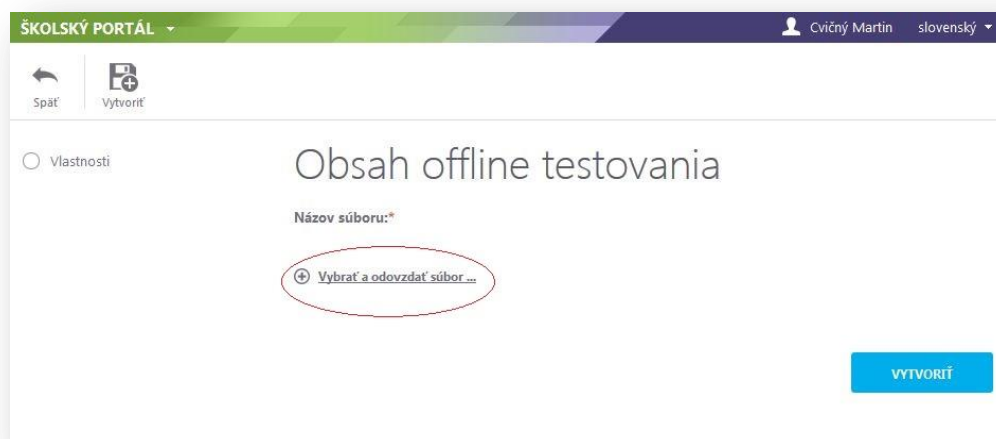 ŠKOLSKÝ PORTÁL
Cvičný Martin slovenský
Späť
Vytvoriť
Vlastnosti
Obsah offline testovania
Názov súboru:*
Vybrať a odovzdať súbor ...
VYTVORIŤ